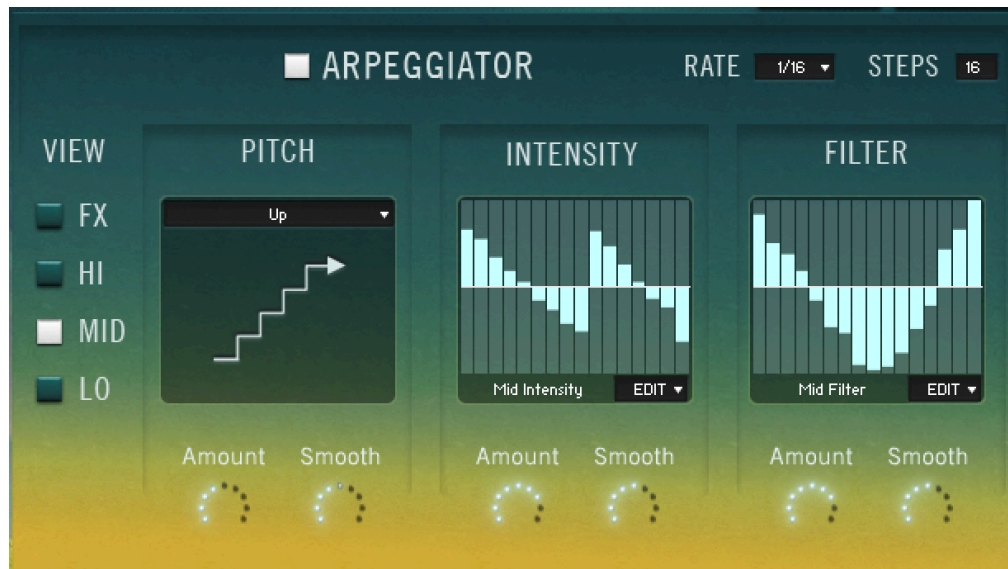 ARPEGGIATOR
RATE 1/16 STEPS 16
VIEW
FX
HI
MID
LO
PITCH
Up
Amount Smooth
INTENSITY
Mid Intensity EDIT
Amount Smooth
FILTER
Mid Filter EDIT
Amount Smooth